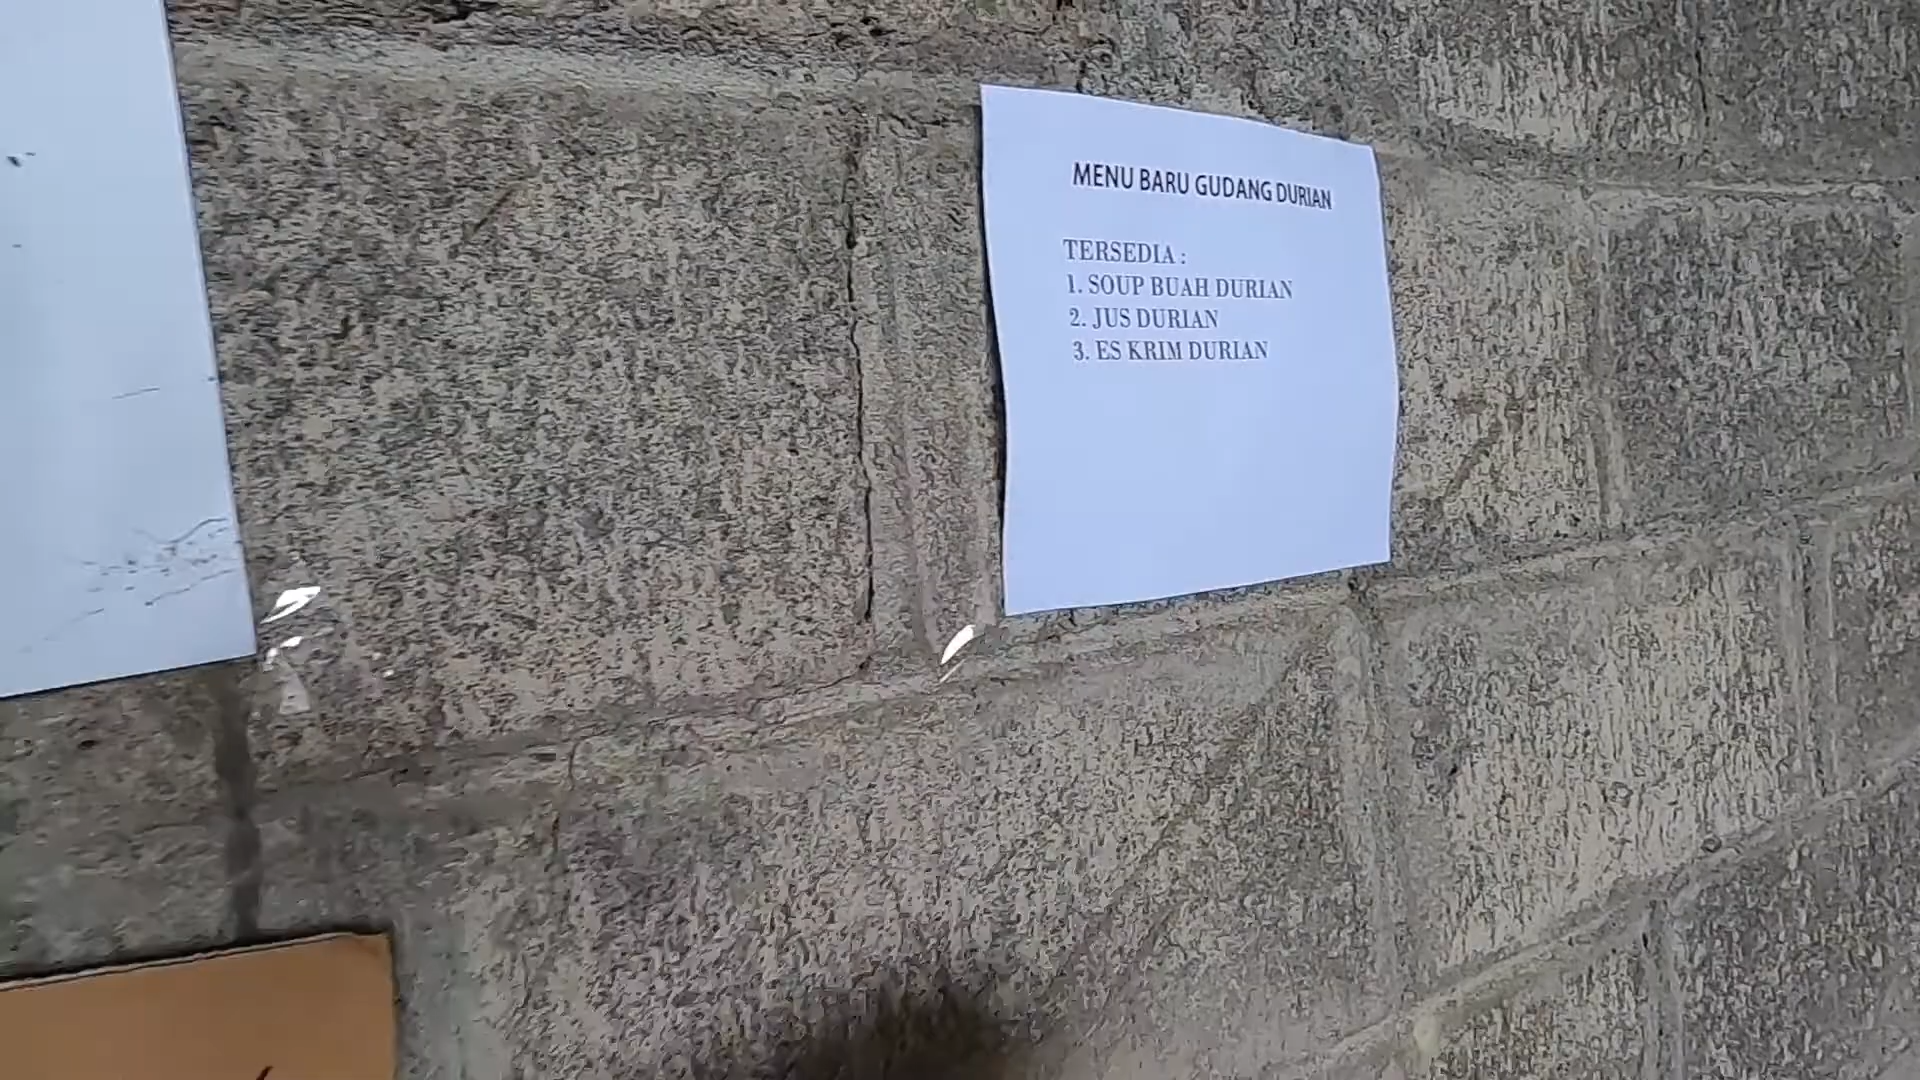 MENU BARU GUDANG DURIAN
TERSEDIA :
1. SOUP BUAH DURIAN
2. JUS DURIAN
3. ES KRIM DURIAN